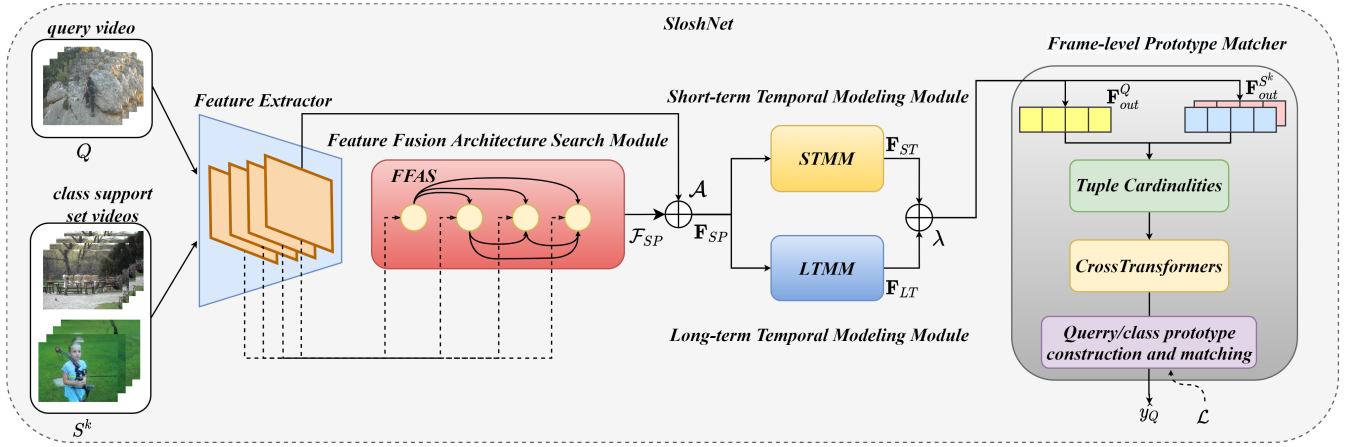 SloshNet
query video
Q
class support
set videos
S^k
Feature Extractor
Feature Fusion Architecture Search Module
FFAS
𝓕_SP
𝓐
𝐅_SP
Short-term Temporal Modeling Module
STMM
𝐅_ST
LTMM
𝐅_LT
λ
Long-term Temporal Modeling Module
Frame-level Prototype Matcher
𝐅^Q_out
𝐅^{S^k}_out
Tuple Cardinalities
CrossTransformers
Querry/class prototype
construction and matching
ŷ_Q
𝓛